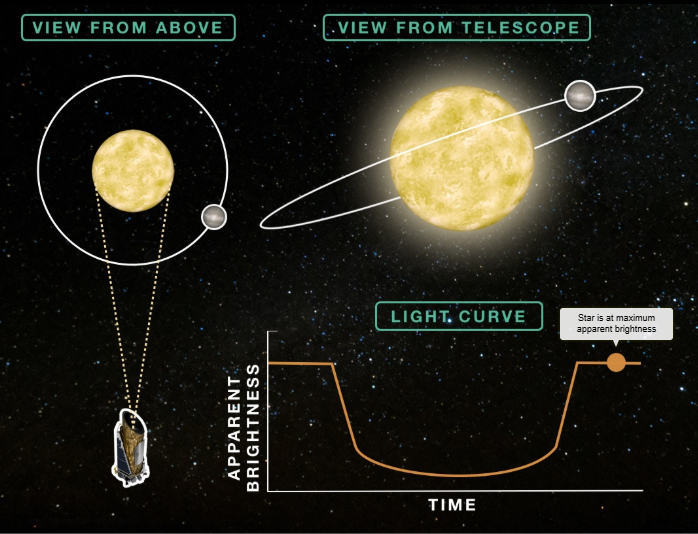 VIEW FROM ABOVE
VIEW FROM TELESCOPE
LIGHT CURVE
Star is at maximum
apparent brightness
APPARENT
BRIGHTNESS
TIME